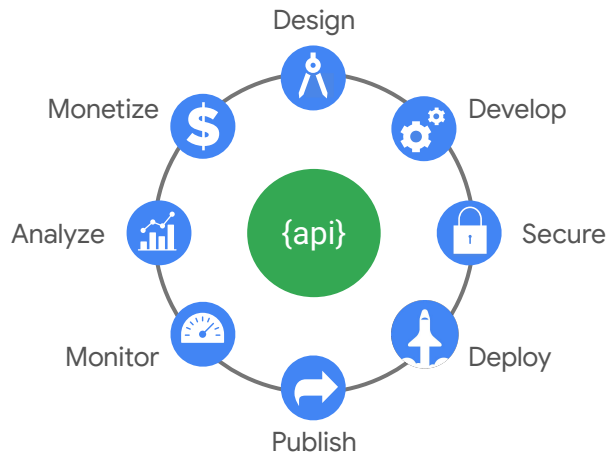 Design
Develop
Secure
Deploy
Publish
Monitor
Analyze
Monetize
$
{api}